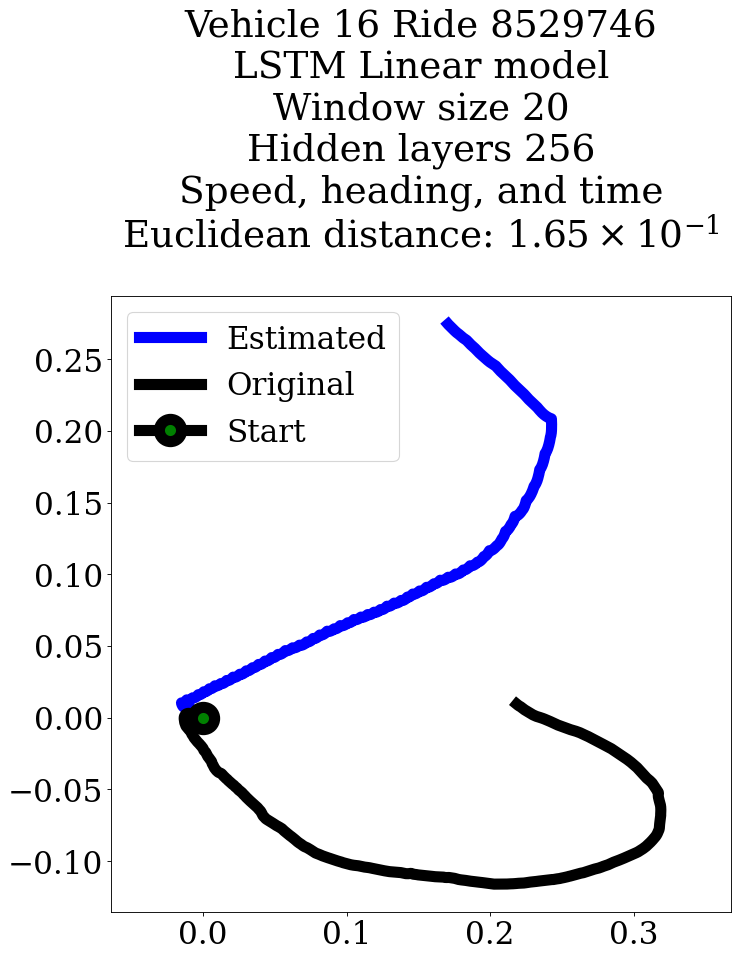 Vehicle 16 Ride 8529746
LSTM Linear model
Window size 20
Hidden layers 256
Speed, heading, and time
Euclidean distance: 1.65 × 10⁻¹
Estimated
Original
Start
0.25
0.20
0.15
0.10
0.05
0.00
−0.05
−0.10
0.0 0.1 0.2 0.3